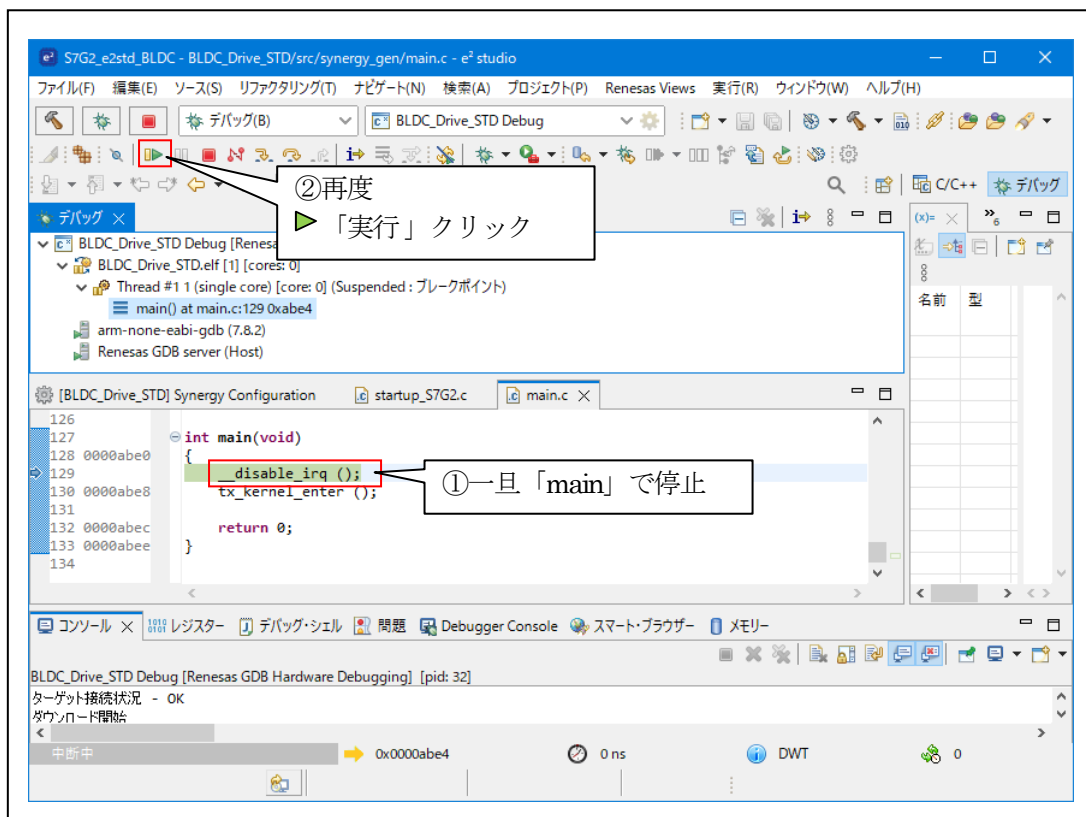 S7G2_e2std_BLDC - BLDC_Drive_STD/src/synergy_gen/main.c - e² studio
ファイル(F) 編集(E) ソース(S) リファクタリング(T) ナビゲート(N) 検索(A) プロジェクト(P) Renesas Views 実行(R) ウィンドウ(W) ヘルプ(H)
デバッグ(B) BLDC_Drive_STD Debug
②再度
「実行」クリック
C/C++ デバッグ
デバッグ
(x)= »6
BLDC_Drive_STD Debug [Renesa
BLDC_Drive_STD.elf [1] [cores: 0]
Thread #1 1 (single core) [core: 0] (Suspended : ブレークポイント)
main() at main.c:129 0xabe4
arm-none-eabi-gdb (7.8.2)
Renesas GDB server (Host)
名前 型
[BLDC_Drive_STD] Synergy Configuration startup_S7G2.c main.c
126
127 int main(void)
128 0000abe0 {
129 __disable_irq ();
130 0000abe8 tx_kernel_enter ();
131
132 0000abec return 0;
133 0000abee }
134
①一旦「main」で停止
コンソール レジスター デバッグ・シェル 問題 Debugger Console スマート・ブラウザー メモリー
BLDC_Drive_STD Debug [Renesas GDB Hardware Debugging] [pid: 32]
ターゲット接続状況 - OK
ダウンロード開始
中断中 0x0000abe4 0 ns DWT 0